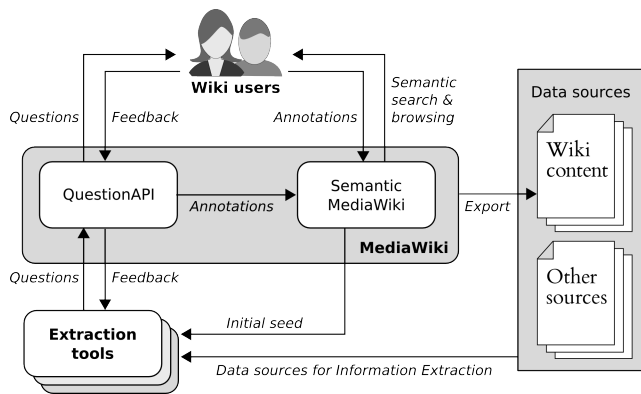 Wiki users
Questions
Feedback
Annotations
Semantic
search &
browsing
Data sources
Wiki
content
QuestionAPI
Annotations
Semantic
MediaWiki
Export
MediaWiki
Other
sources
Questions
Feedback
Extraction
tools
Initial seed
Data sources for Information Extraction